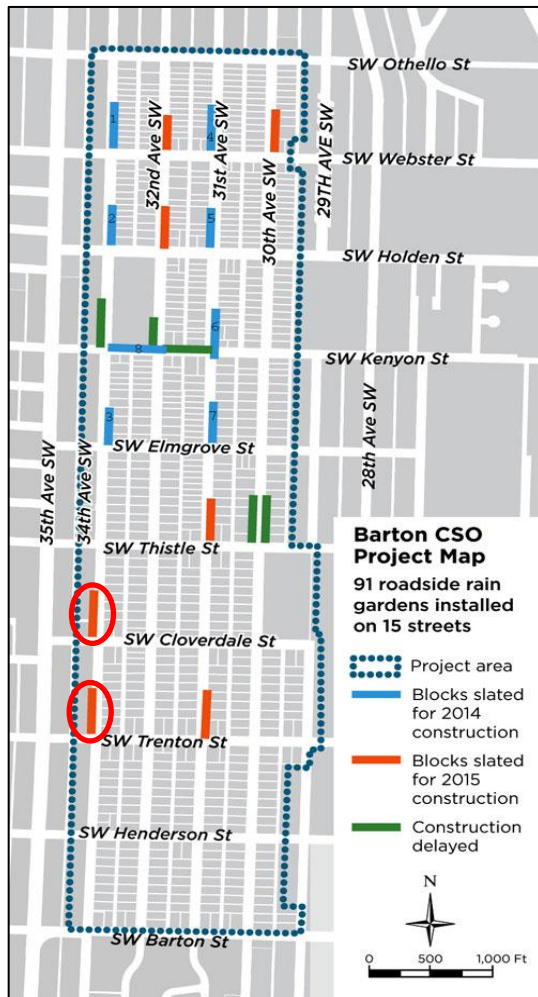 SW Othello St
1
4
32nd Ave SW
31st Ave SW
30th Ave SW
29TH AVE SW
SW Webster St
2
5
SW Holden St
6
8
SW Kenyon St
3
7
SW Elmgrove St
28th Ave SW
35th Ave SW
34th Ave SW
SW Thistle St
SW Cloverdale St
SW Trenton St
SW Henderson St
SW Barton St
Barton CSO
Project Map
91 roadside rain
gardens installed
on 15 streets
Project area
Blocks slated
for 2014
construction
Blocks slated
for 2015
construction
Construction
delayed
N
0 500 1,000 Ft